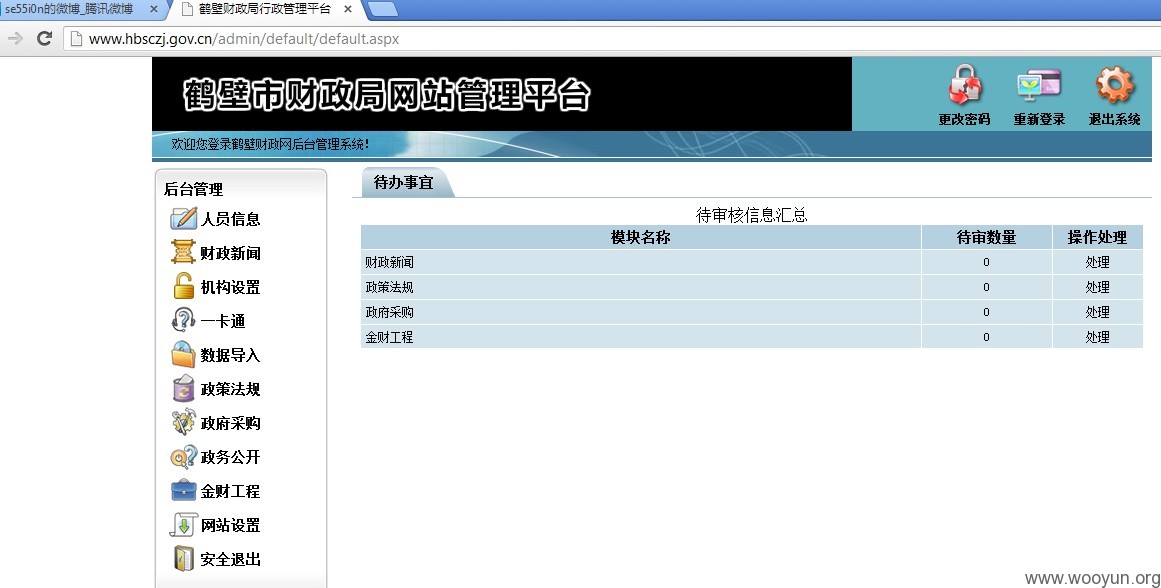 se55i0n的微博_腾讯微博
鹤壁财政局行政管理平台
www.hbsczj.gov.cn/admin/default/default.aspx
鹤壁市财政局网站管理平台
更改密码 重新登录 退出系统
欢迎您登录鹤壁财政网后台管理系统!
后台管理
人员信息
财政新闻
机构设置
一卡通
数据导入
政策法规
政府采购
政务公开
金财工程
网站设置
安全退出
待办事宜
待审核信息汇总
模块名称 待审数量 操作处理
财政新闻 0 处理
政策法规 0 处理
政府采购 0 处理
金财工程 0 处理
www.wooyun.org